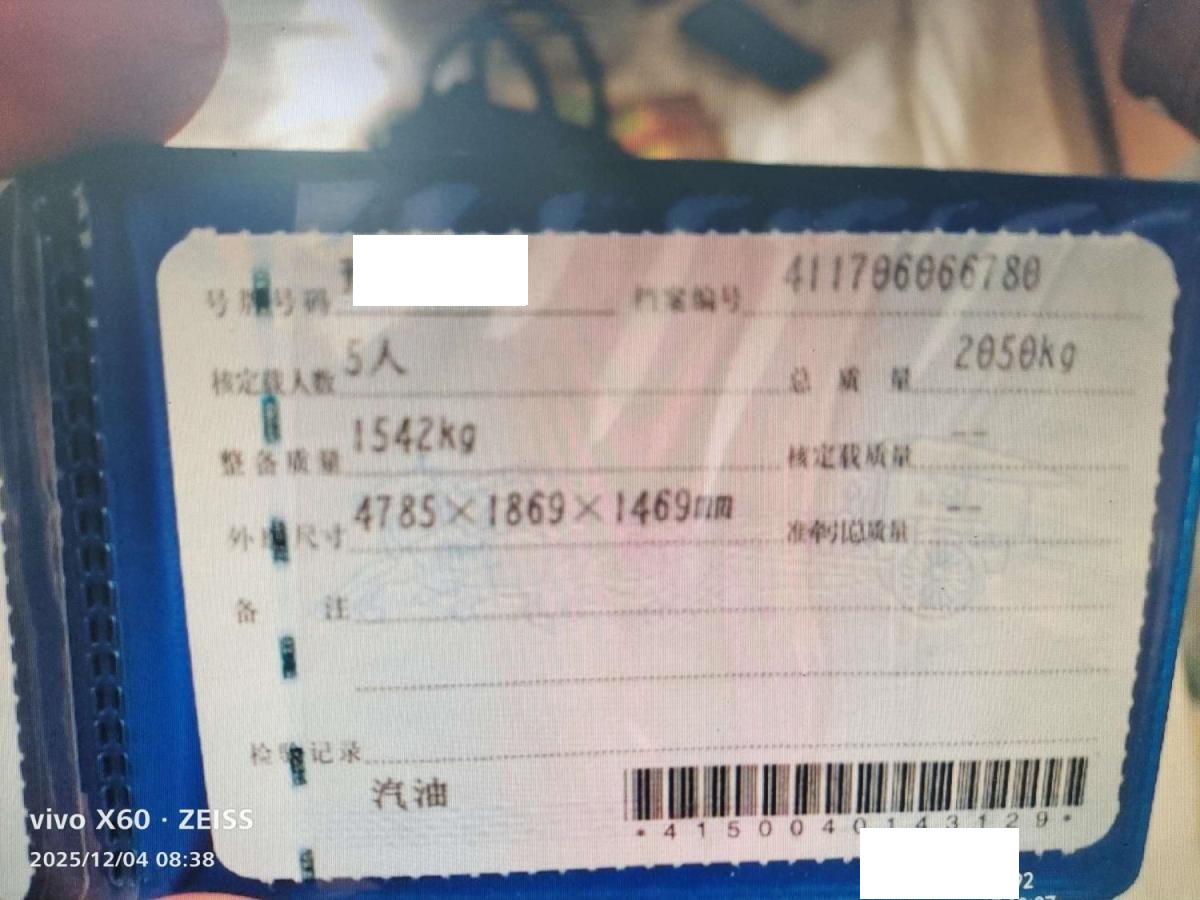 号牌号码 档案编号 411706066780
核定载人数 5人 总质量 2050kg
整备质量 1542kg 核定载质量 --
外廓尺寸 4785×1869×1469mm 准牵引总质量 --
备注
检验记录
汽油
*4150040143129*
vivo X60 · ZEISS
2025/12/04 08:38